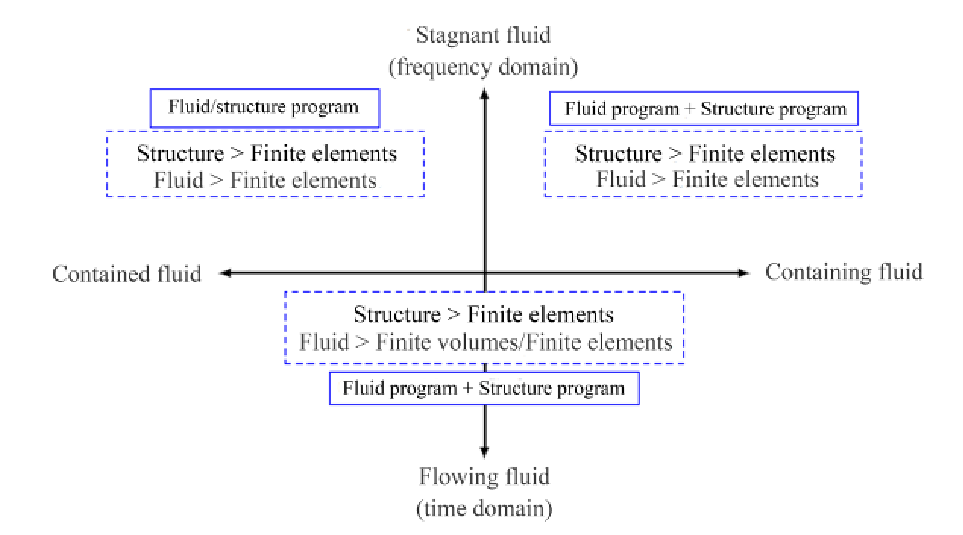 Stagnant fluid
(frequency domain)
Fluid/structure program
Fluid program + Structure program
Structure > Finite elements
Fluid > Finite elements
Structure > Finite elements
Fluid > Finite elements
Contained fluid
Containing fluid
Structure > Finite elements
Fluid > Finite volumes/Finite elements
Fluid program + Structure program
Flowing fluid
(time domain)